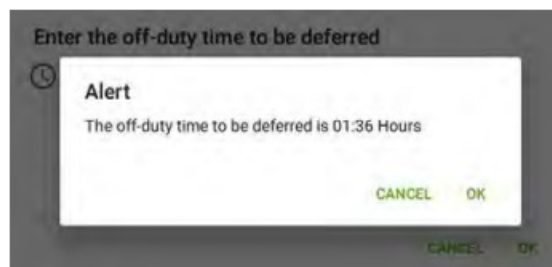 Enter the off-duty time to be deferred
Alert
The off-duty time to be deferred is 01:36 Hours
CANCEL OK
CANCEL OK